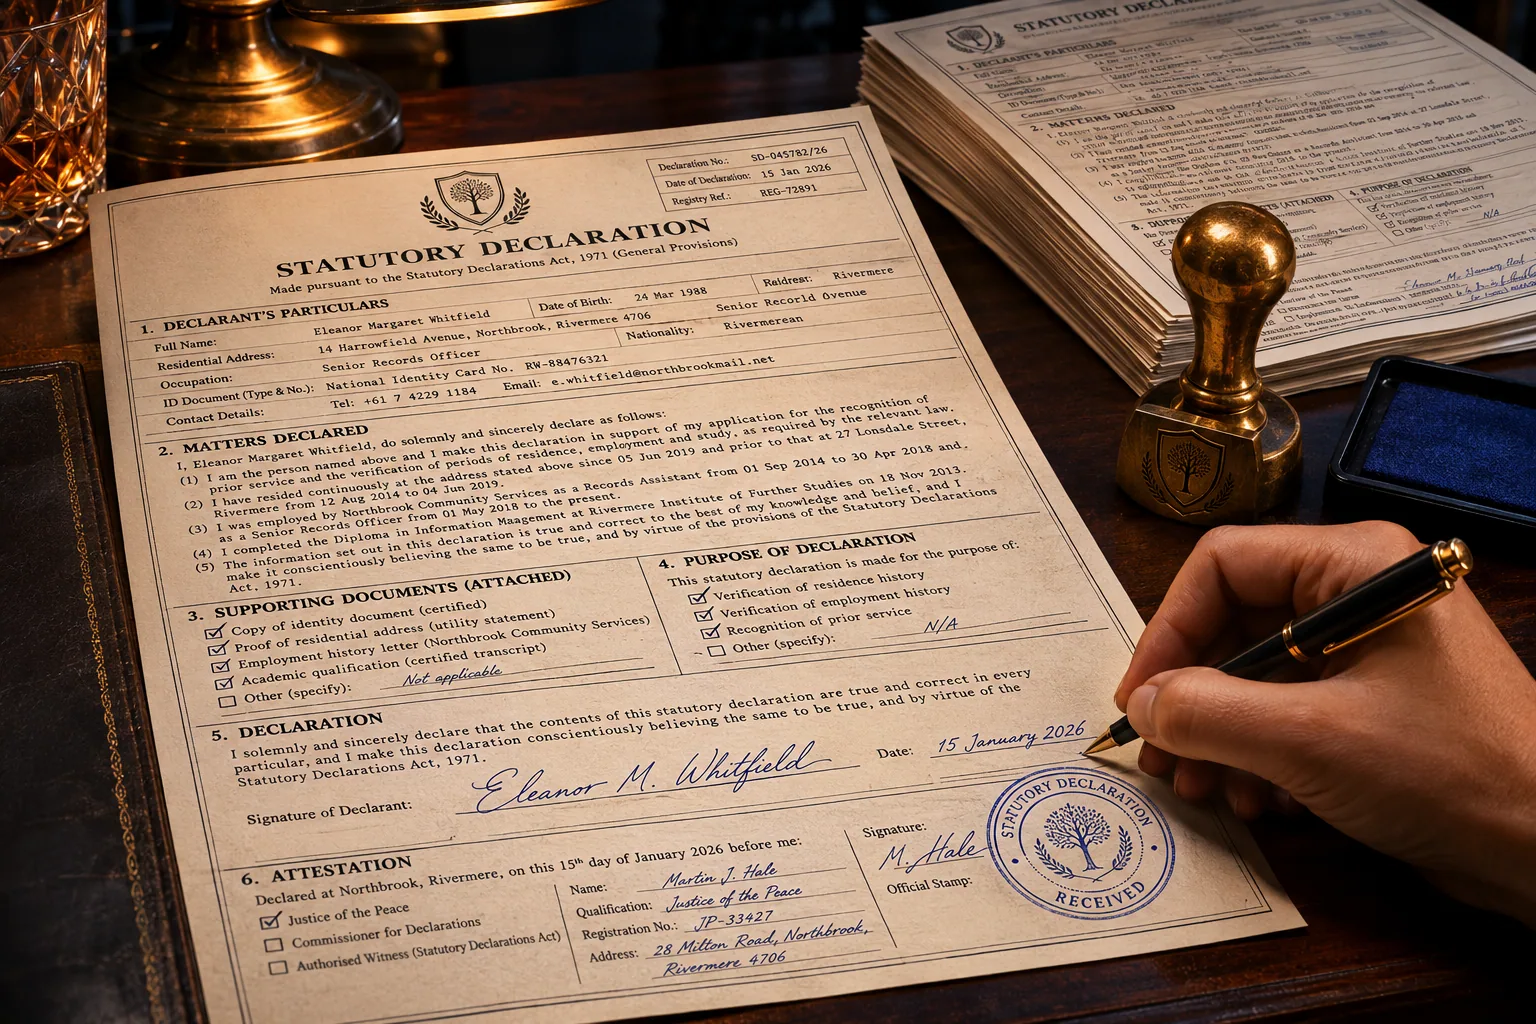 Declaration No.: SD-045782/26
Date of Declaration: 15 Jan 2026
Registry Ref.: REG-72891
STATUTORY DECLARATION
Made pursuant to the Statutory Declarations Act, 1971 (General Provisions)
1. DECLARANT'S PARTICULARS
Full Name: Eleanor Margaret Whitfield Date of Birth: 24 Mar 1988 Raidresr: Rivermere
Residential Address: 14 Harrowfield Avenue, Northbrook, Rivermere 4706 Senior Recorld Ovenue
Occupation: Senior Records Officer Nationality: Rivermerean
ID Document (Type & No.): National Identity Card No. RW-88476321
Contact Details: Tel: +61 7 4229 1184 Email: e.whitfield@northbrookmail.net
2. MATTERS DECLARED
I, Eleanor Margaret Whitfield, do solemnly and sincerely declare as follows:
(1) I am the person named above and I make this declaration in support of my application for the recognition of
prior service and the verification of periods of residence, employment and study, as required by the relevant law.
(2) I have resided continuously at the address stated above since 05 Jun 2019 and prior to that at 27 Lonsdale Street,
Rivermere from 12 Aug 2014 to 04 Jun 2019.
(3) I was employed by Northbrook Community Services as a Records Assistant from 01 Sep 2014 to 30 Apr 2018 and.
as a Senior Records Officer from 01 May 2018 to the present.
(4) I completed the Diploma in Information Maagement at Rivermere Institute of Further Studies on 18 Nov 2013.
(5) The information set out in this declaration is true and correct to the best of my knowledge and belief, and I
make it conscientiously believing the same to be true, and by virtue of the provisions of the Statutory Declarations
Act, 1971.
3. SUPPORTING DOCUMENTS (ATTACHED)
Copy of identity document (certified)
Proof of residential address (utility statement)
Employment history letter (Northbrook Community Services)
Academic qualification (certified transcript)
Other (specify): Not applicable
4. PURPOSE OF DECLARATION
This statutory declaration is made for the purpose of:
Verification of residence history
Verification of employment history
Recognition of prior service
Other (specify): N/A
5. DECLARATION
I solemnly and sincerely declare that the contents of this statutory declaration are true and correct in every
particular, and I make this declaration conscientiously believing the same to be true, and by virtue of the
Statutory Declarations Act, 1971.
Signature of Declarant: Eleanor M. Whitfield Date: 15 January 2026
6. ATTESTATION
Declared at Northbrook, Rivermere, on this 15th day of January 2026 before me:
Justice of the Peace
Commissioner for Declarations
Authorised Witness (Statutory Declarations Act)
Name: Martin J. Hale
Qualification: Justice of the Peace
Registration No.: JP-33427
Address: 28 Milton Road, Northbrook,
Rivermere 4706
Signature:
M. Hale
Official Stamp:
STATUTORY DECLARATION
RECEIVED
STATUTORY
1. DECLARANT'S PARTICULARS
2. MATTERS DECLARED
4. PURPOSE OF DECLARATION
N/A